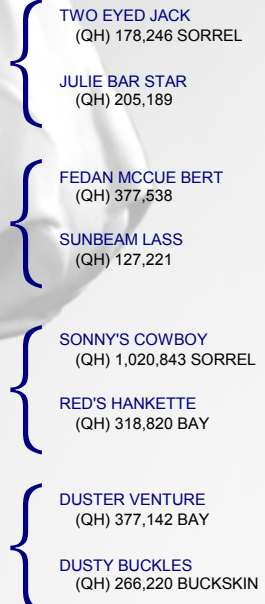 TWO EYED JACK
(QH) 178,246 SORREL
JULIE BAR STAR
(QH) 205,189
FEDAN MCCUE BERT
(QH) 377,538
SUNBEAM LASS
(QH) 127,221
SONNY'S COWBOY
(QH) 1,020,843 SORREL
RED'S HANKETTE
(QH) 318,820 BAY
DUSTER VENTURE
(QH) 377,142 BAY
DUSTY BUCKLES
(QH) 266,220 BUCKSKIN